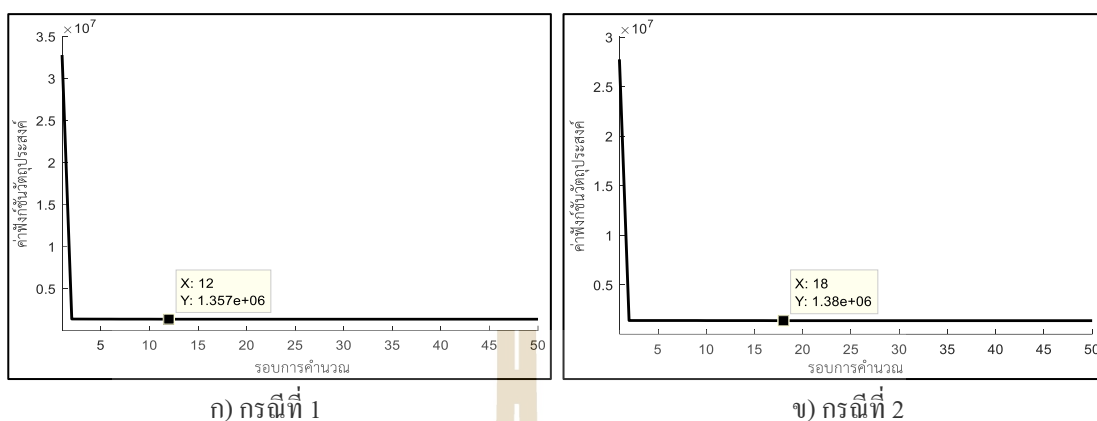 ×10^7
3.5
3
2.5
2
1.5
1
0.5
ค่าฟังก์ชันวัตถุประสงค์
X: 12
Y: 1.357e+06
5 10 15 20 25 30 35 40 45 50
รอบการคำนวณ
ก) กรณีที่ 1
×10^7
3
2.5
2
1.5
1
0.5
ค่าฟังก์ชันวัตถุประสงค์
X: 18
Y: 1.38e+06
5 10 15 20 25 30 35 40 45 50
รอบการคำนวณ
ข) กรณีที่ 2